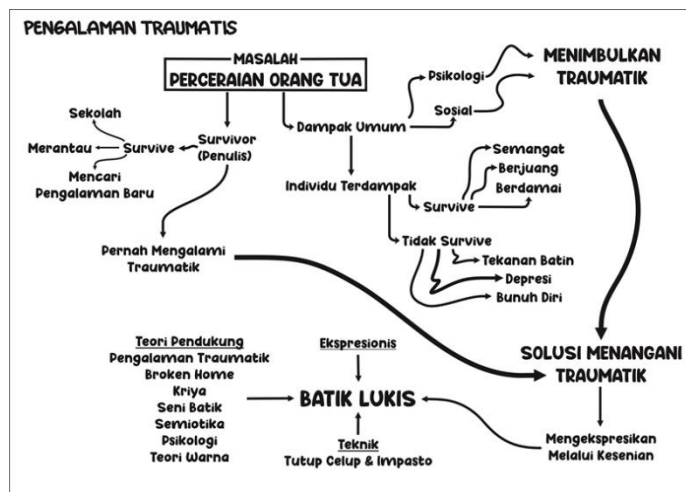 PENGALAMAN TRAUMATIS
MASALAH
PERCERAIAN ORANG TUA
Psikologi
MENIMBULKAN
TRAUMATIK
Sosial
Sekolah
Merantau
Survive
Mencari
Pengalaman Baru
Survivor
(Penulis)
Dampak Umum
Individu Terdampak
Semangat
Berjuang
Berdamai
Survive
Tidak Survive
Tekanan Batin
Depresi
Bunuh Diri
Pernah Mengalami
Traumatik
SOLUSI MENANGANI
TRAUMATIK
Teori Pendukung
Pengalaman Traumatik
Broken Home
Kriya
Seni Batik
Semiotika
Psikologi
Teori Warna
Ekspresionis
BATIK LUKIS
Teknik
Tutup Celup & Impasto
Mengekspresikan
Melalui Kesenian